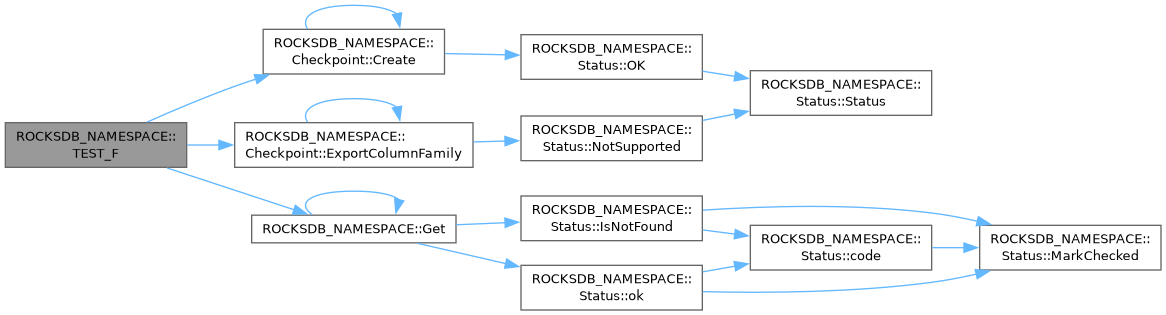 ROCKSDB_NAMESPACE::
TEST_F
ROCKSDB_NAMESPACE::
Checkpoint::Create
ROCKSDB_NAMESPACE::
Checkpoint::ExportColumnFamily
ROCKSDB_NAMESPACE::Get
ROCKSDB_NAMESPACE::
Status::OK
ROCKSDB_NAMESPACE::
Status::NotSupported
ROCKSDB_NAMESPACE::
Status::IsNotFound
ROCKSDB_NAMESPACE::
Status::ok
ROCKSDB_NAMESPACE::
Status::Status
ROCKSDB_NAMESPACE::
Status::code
ROCKSDB_NAMESPACE::
Status::MarkChecked